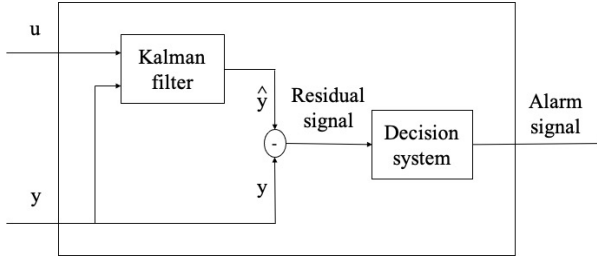 u
Kalman
filter
ŷ
Residual
signal
-
Decision
system
Alarm
signal
y
y